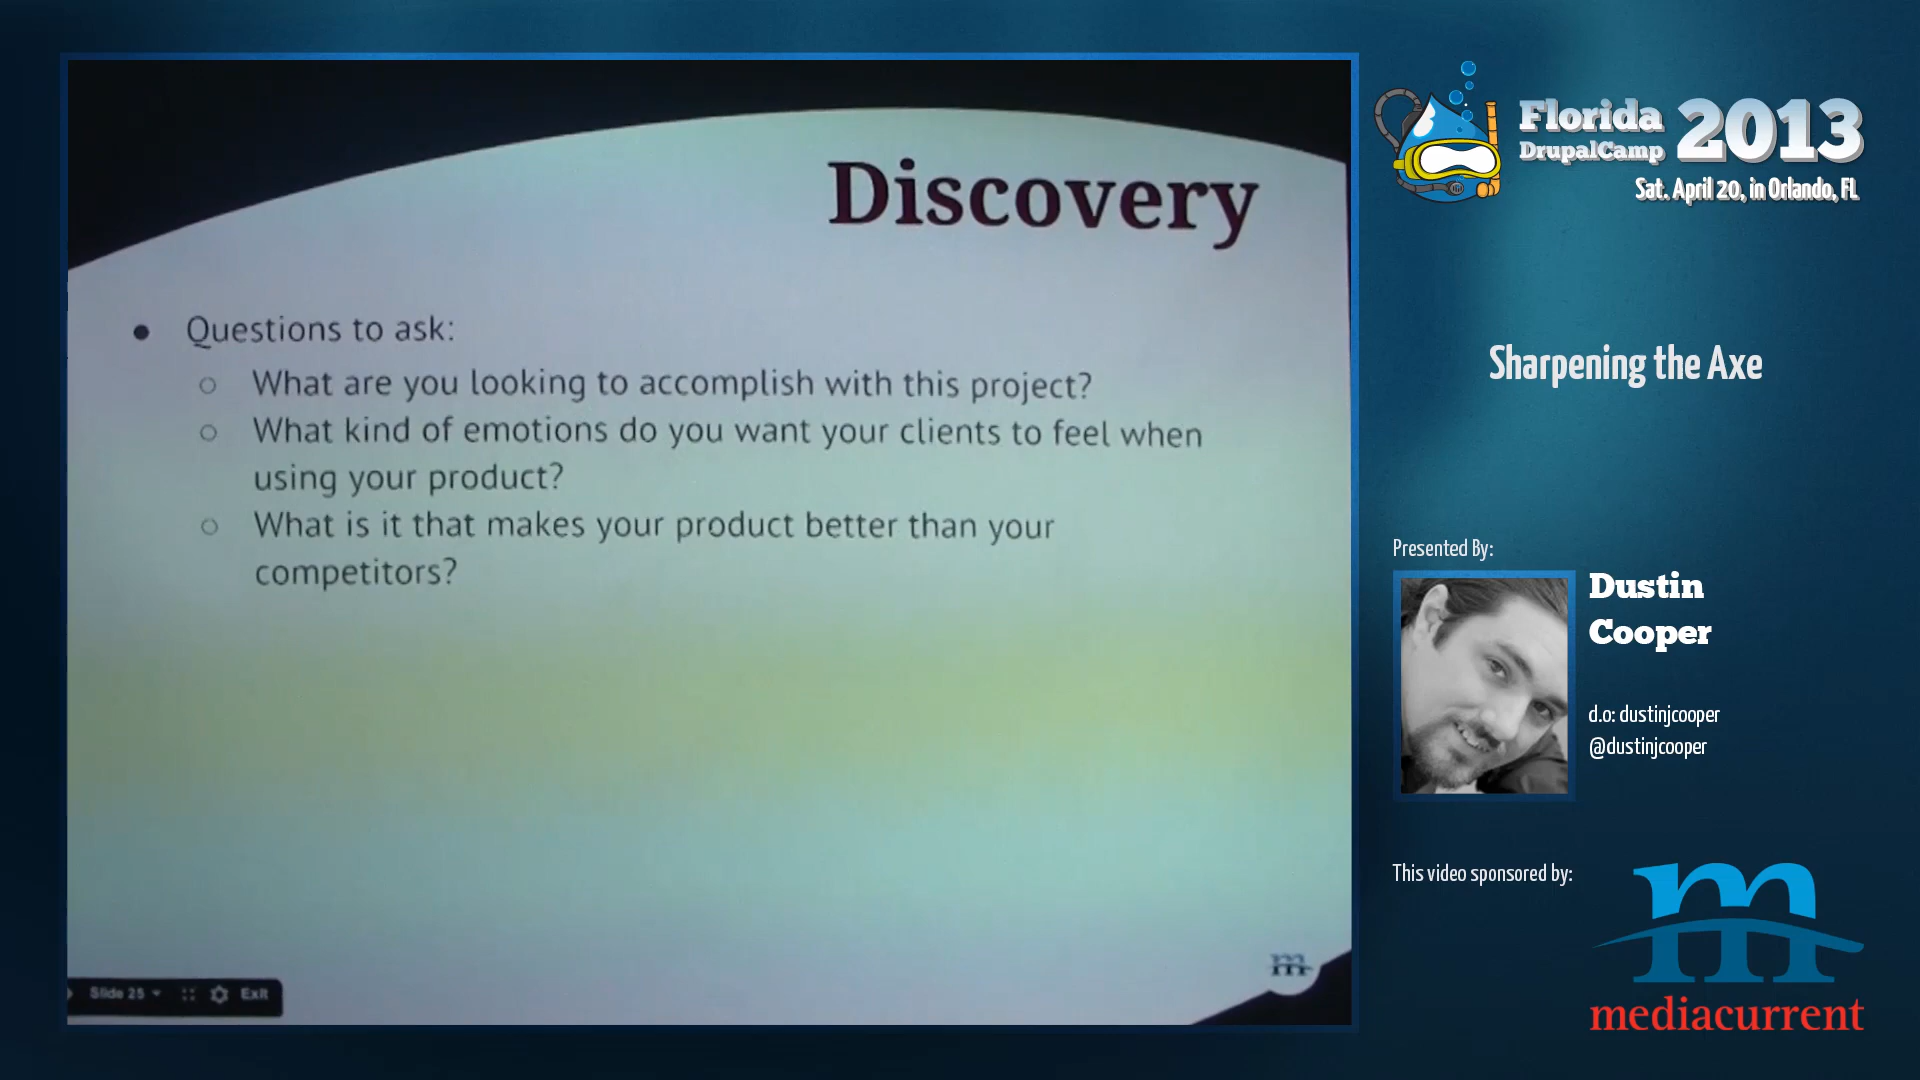 Discovery
Questions to ask:
What are you looking to accomplish with this project?
What kind of emotions do you want your clients to feel when
using your product?
What is it that makes your product better than your
competitors?
Slide 25
Exit
m
Florida
DrupalCamp
2013
Sat. April 20, in Orlando, FL
Sharpening the Axe
Presented By:
Dustin
Cooper
d.o: dustinjcooper
@dustinjcooper
This video sponsored by:
m
mediacurrent